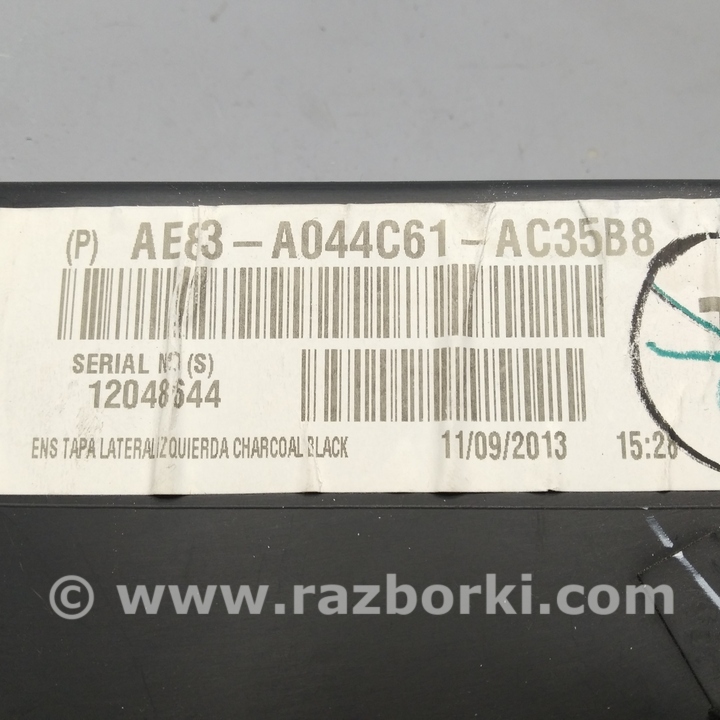 (P) AE83-A044C61-AC35B8
SERIAL NO (S)
12048644
ENS TAPA LATERAL IZQUIERDA CHARCOAL BLACK 11/09/2013 15:28
© www.razborki.com